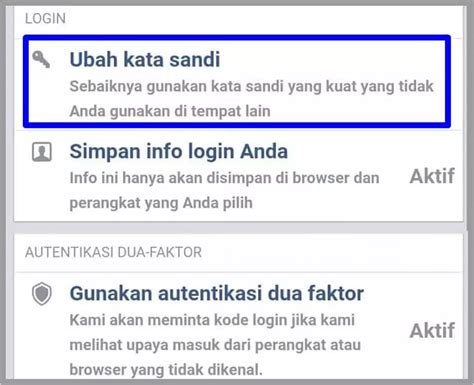 LOGIN
Ubah kata sandi
Sebaiknya gunakan kata sandi yang kuat yang tidak
Anda gunakan di tempat lain
Simpan info login Anda
Info ini hanya akan disimpan di browser dan
perangkat yang Anda pilih
Aktif
AUTENTIKASI DUA-FAKTOR
Gunakan autentikasi dua faktor
Kami akan meminta kode login jika kami
melihat upaya masuk dari perangkat atau
browser yang tidak dikenal.
Aktif